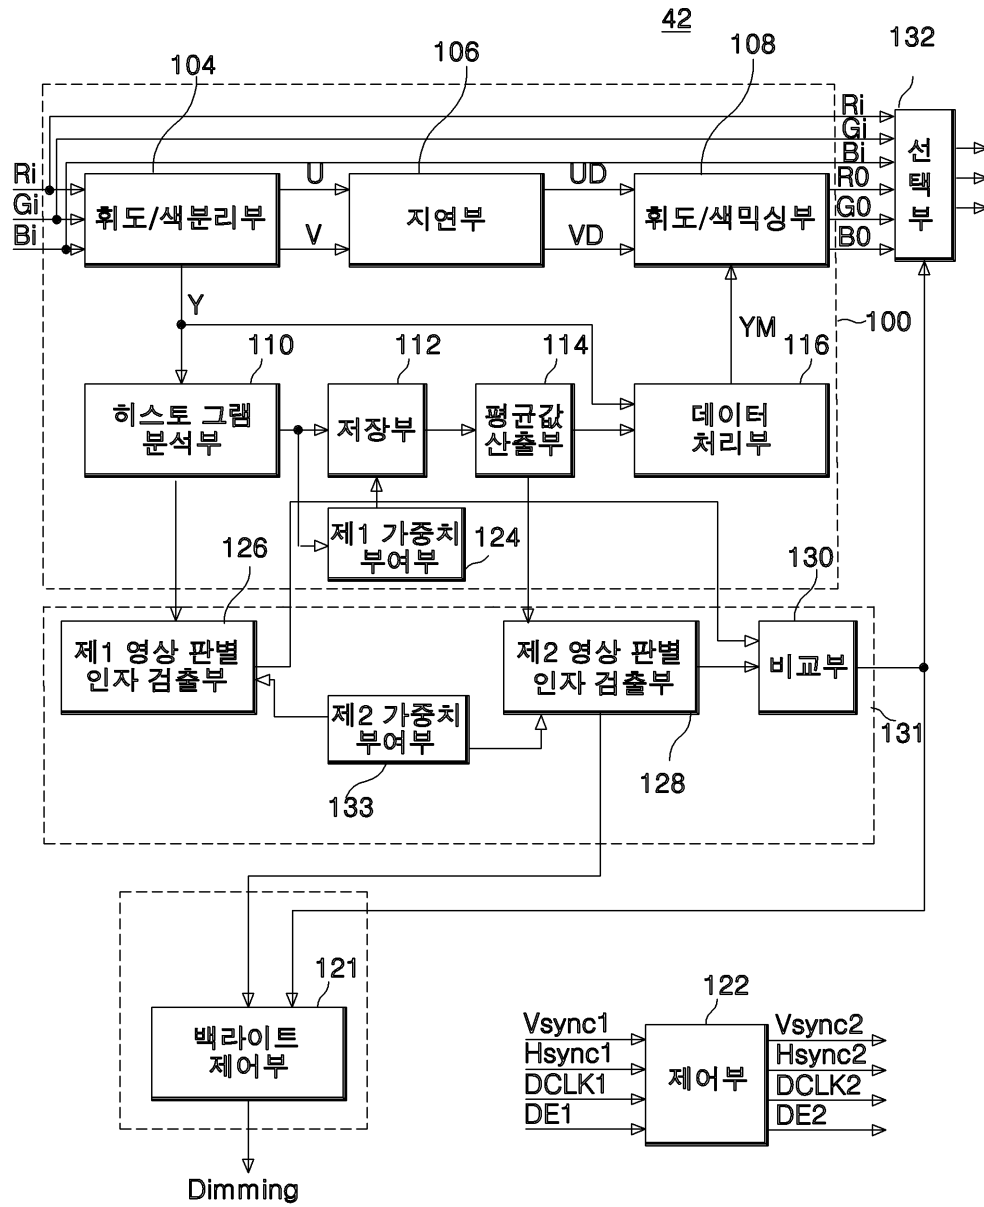 42
104
106
108
132
Ri
Gi
Bi
Ri
Gi
Bi
휘도/색분리부
U
V
지연부
UD
VD
휘도/색믹싱부
R0
G0
B0
선
택
부
Y
YM
100
110
112
114
116
히스토 그램
분석부
저장부
평균값
산출부
데이터
처리부
제1 가중치
부여부
124
126
130
제1 영상 판별
인자 검출부
제2 영상 판별
인자 검출부
비교부
제2 가중치
부여부
131
128
133
121
백라이트
제어부
Dimming
122
Vsync1
Hsync1
DCLK1
DE1
제어부
Vsync2
Hsync2
DCLK2
DE2